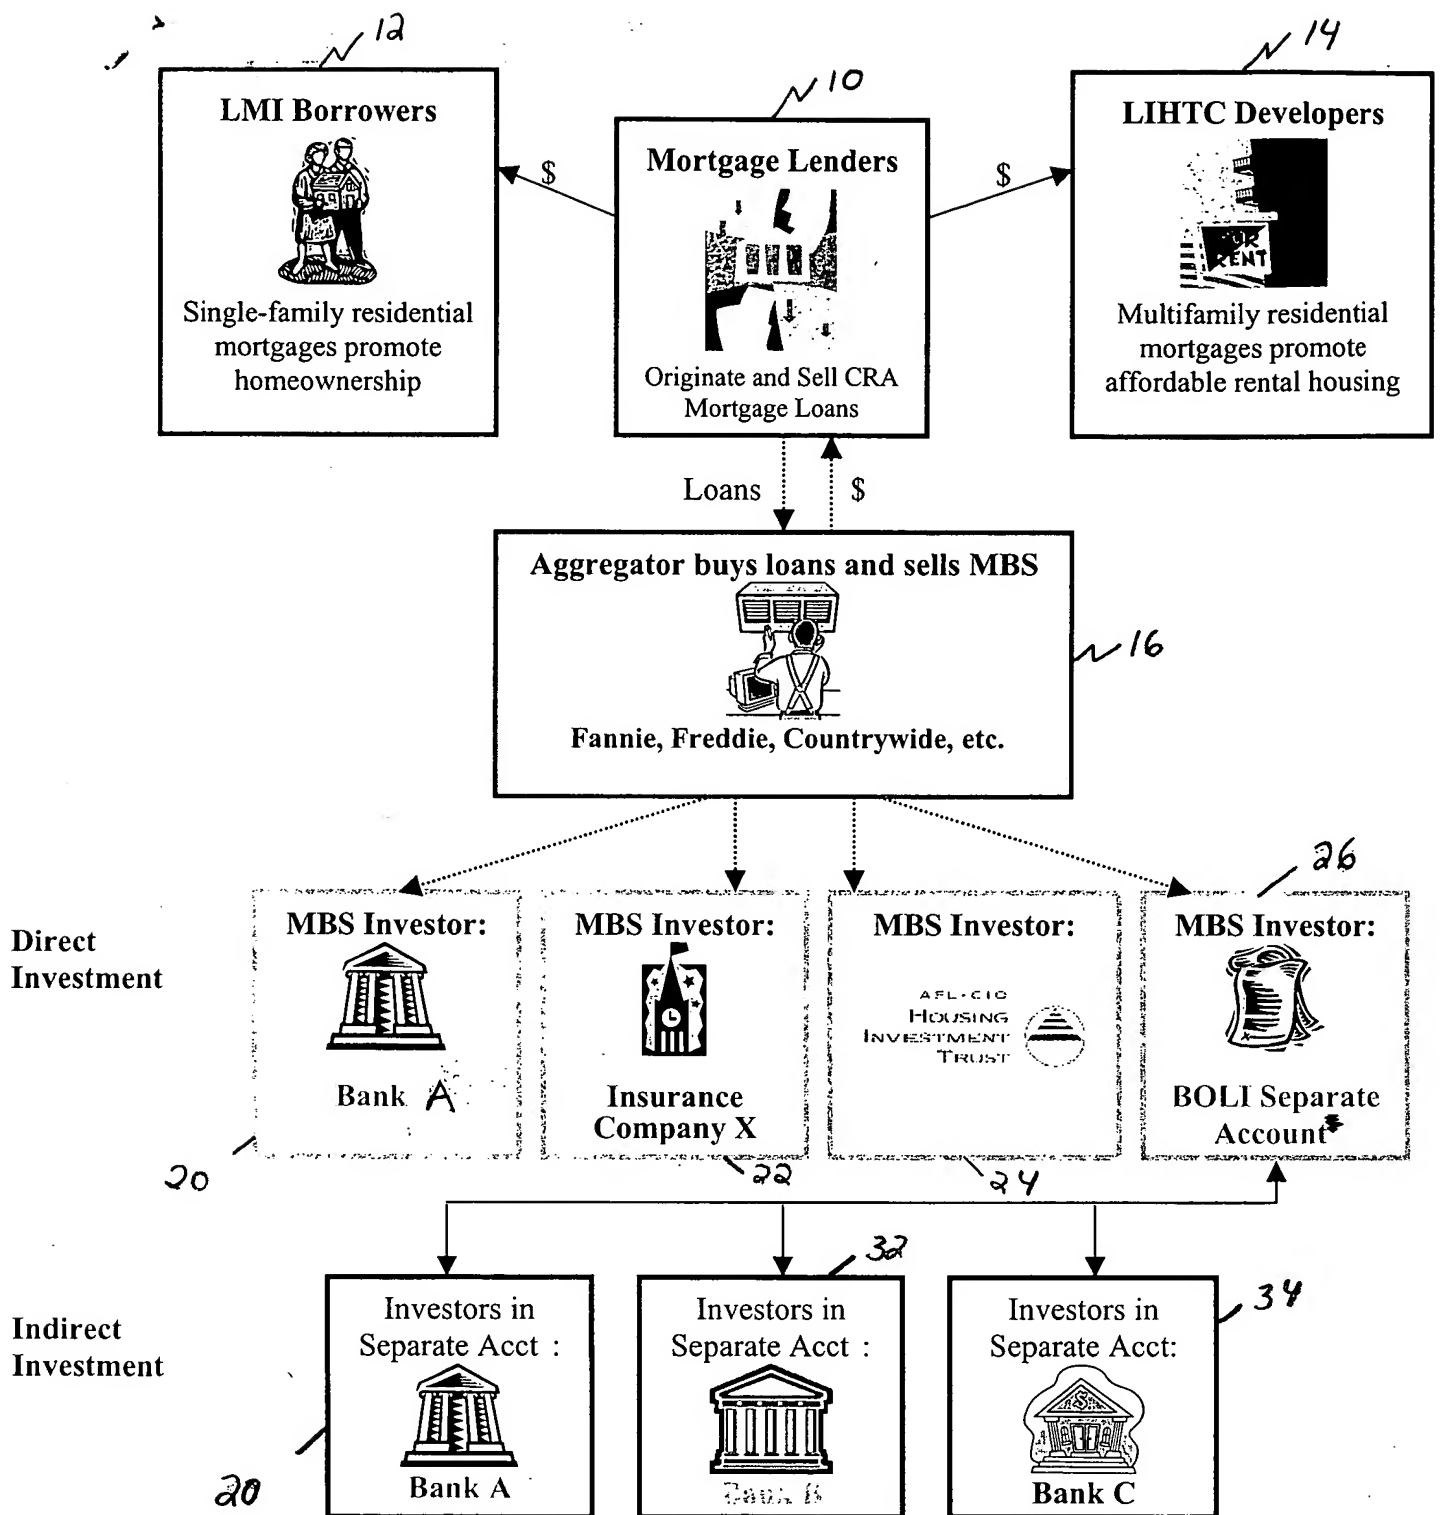 12
14
10
LMI Borrowers
Single-family residential
mortgages promote
homeownership
$
Mortgage Lenders
Originate and Sell CRA
Mortgage Loans
$
LIHTC Developers
RENT
Multifamily residential
mortgages promote
affordable rental housing
Loans
$
Aggregator buys loans and sells MBS
Fannie, Freddie, Countrywide, etc.
16
26
Direct
Investment
MBS Investor:
Bank A
20
MBS Investor:
Insurance
Company X
22
MBS Investor:
AFL-CIO
HOUSING
INVESTMENT
TRUST
24
MBS Investor:
BOLI Separate
Account
32
34
Indirect
Investment
Investors in
Separate Acct :
Bank A
20
Investors in
Separate Acct :
Bank B
Investors in
Separate Acct:
Bank C